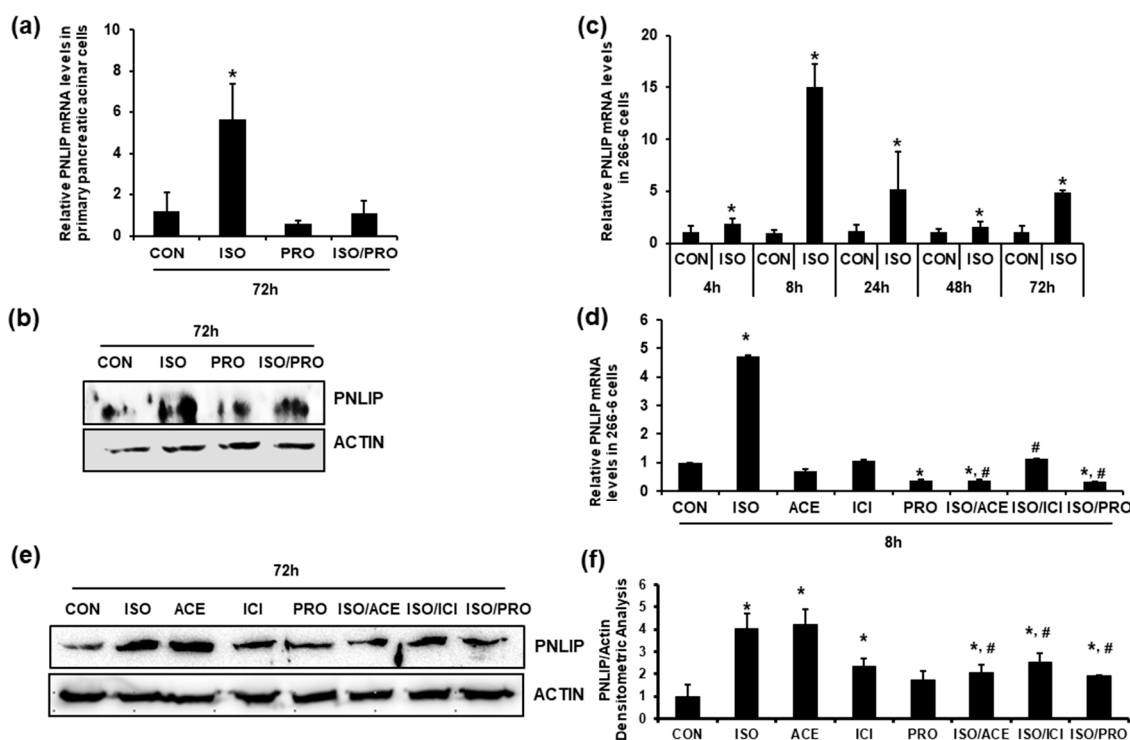 (a)
Relative PNLIP mRNA levels in
primary pancreatic acinar cells
10
8
6
4
2
0
*
CON ISO PRO ISO/PRO
72h
(b)
72h
CON ISO PRO ISO/PRO
PNLIP
ACTIN
(c)
Relative PNLIP mRNA levels
in 266-6 cells
20
15
10
5
0
* * * * *
CON ISO CON ISO CON ISO CON ISO CON ISO
4h 8h 24h 48h 72h
(d)
Relative PNLIP mRNA
levels in 266-6 cells
6
5
4
3
2
1
0
* * *, # # *, #
CON ISO ACE ICI PRO ISO/ACE ISO/ICI ISO/PRO
8h
(e)
72h
CON ISO ACE ICI PRO ISO/ACE ISO/ICI ISO/PRO
PNLIP
ACTIN
(f)
PNLIP/Actin
Densitometric Analysis
6
5
4
3
2
1
0
* * * *, # *, # *, #
CON ISO ACE ICI PRO ISO/ACE ISO/ICI ISO/PRO